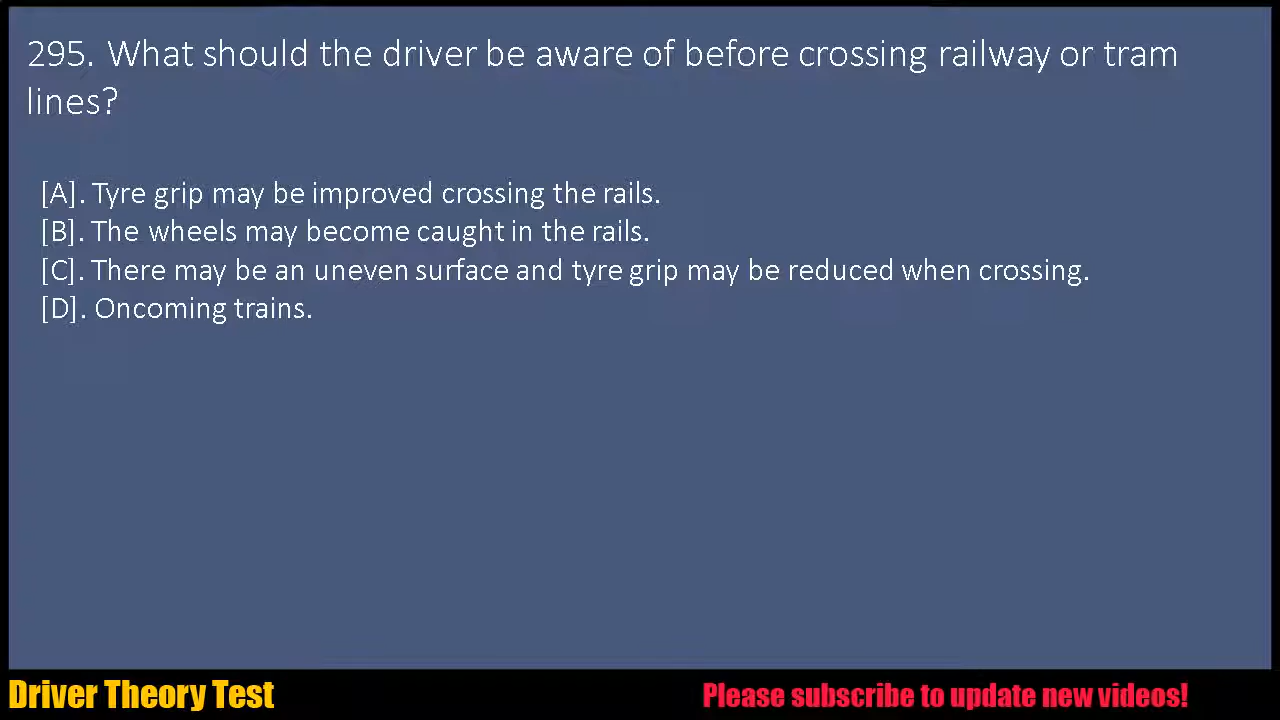 295. What should the driver be aware of before crossing railway or tram
lines?
[A]. Tyre grip may be improved crossing the rails.
[B]. The wheels may become caught in the rails.
[C]. There may be an uneven surface and tyre grip may be reduced when crossing.
[D]. Oncoming trains.
Driver Theory Test
Please subscribe to update new videos!